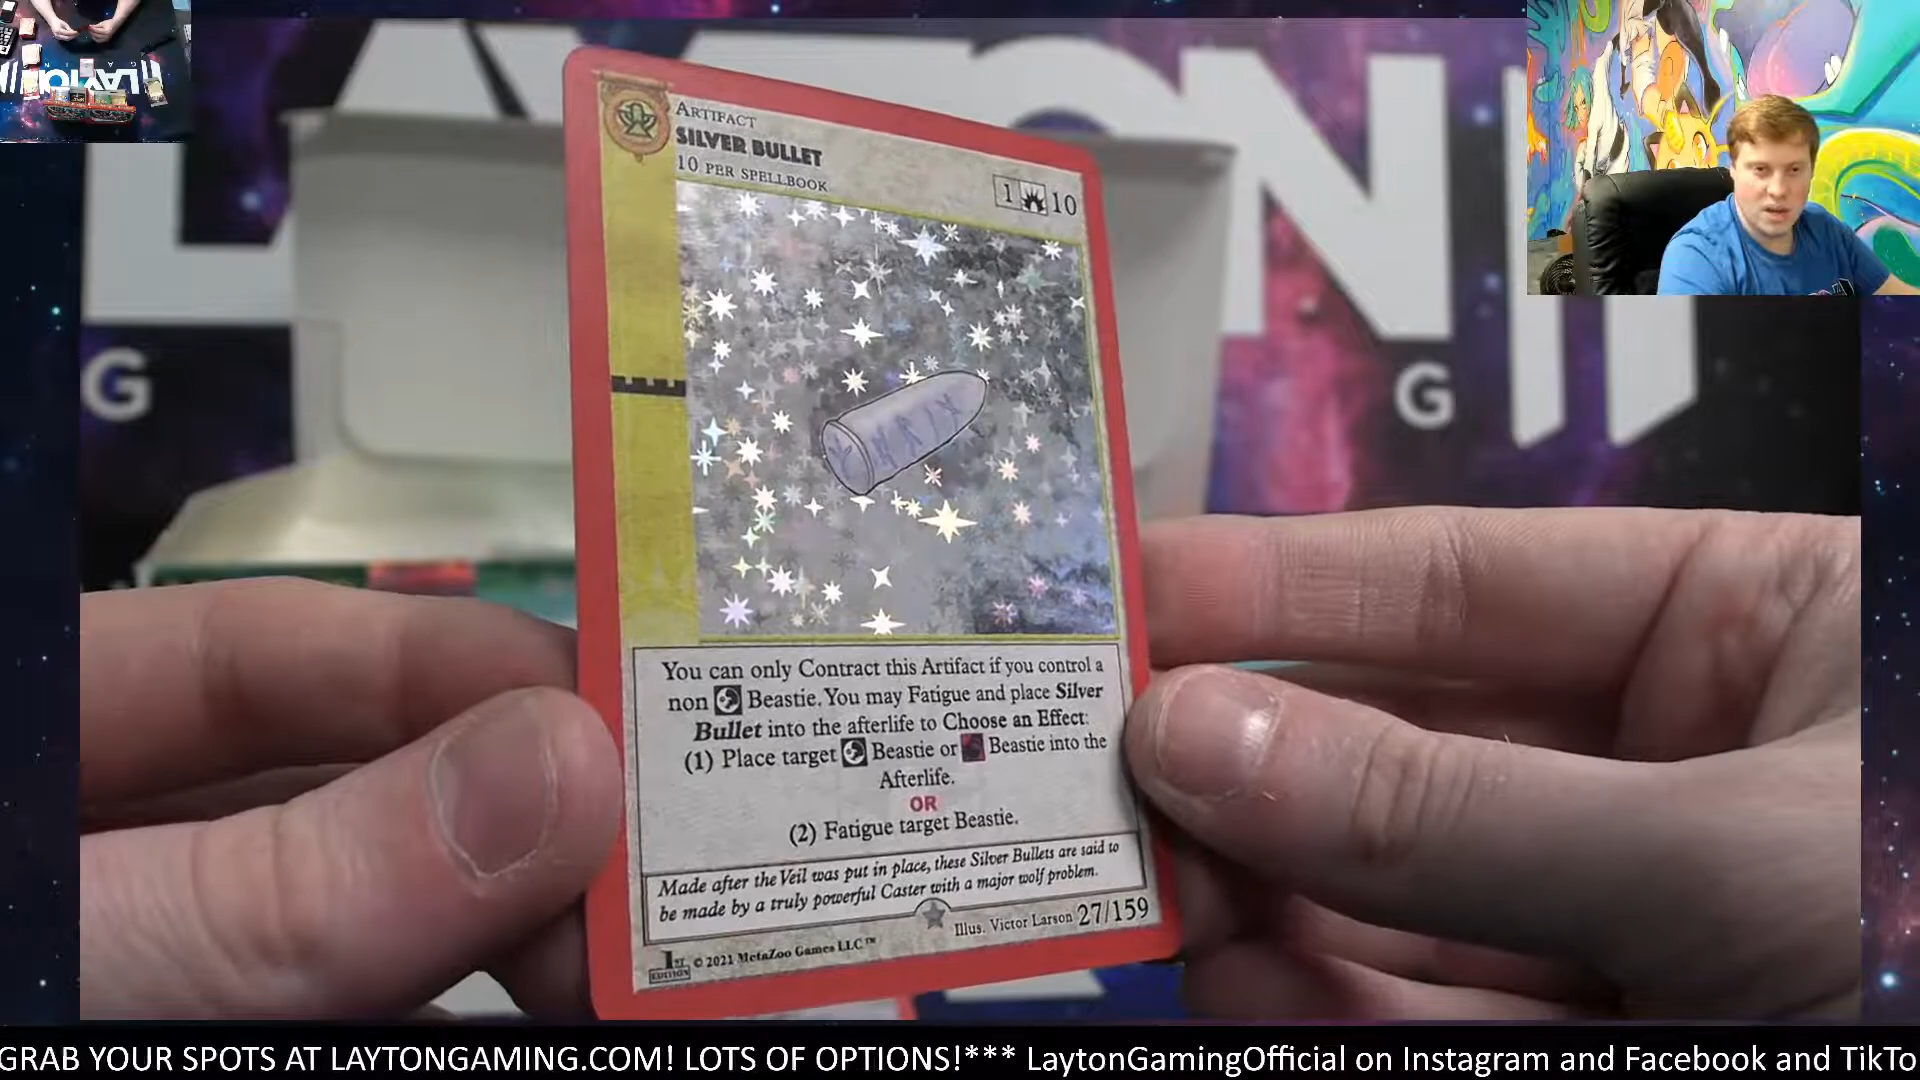 ARTIFACT
SILVER BULLET
10 PER SPELLBOOK
1 10
You can only Contract this Artifact if you control a
non Beastie. You may Fatigue and place Silver
Bullet into the afterlife to Choose an Effect:
(1) Place target Beastie or Beastie into the
Afterlife.
OR
(2) Fatigue target Beastie.
Made after the Veil was put in place, these Silver Bullets are said to
be made by a truly powerful Caster with a major wolf problem.
Illus. Victor Larson 27/159
1ST EDITION © 2021 MetaZoo Games LLC™
LAYTON
G G
GRAB YOUR SPOTS AT LAYTONGAMING.COM! LOTS OF OPTIONS!*** LaytonGamingOfficial on Instagram and Facebook and TikTo